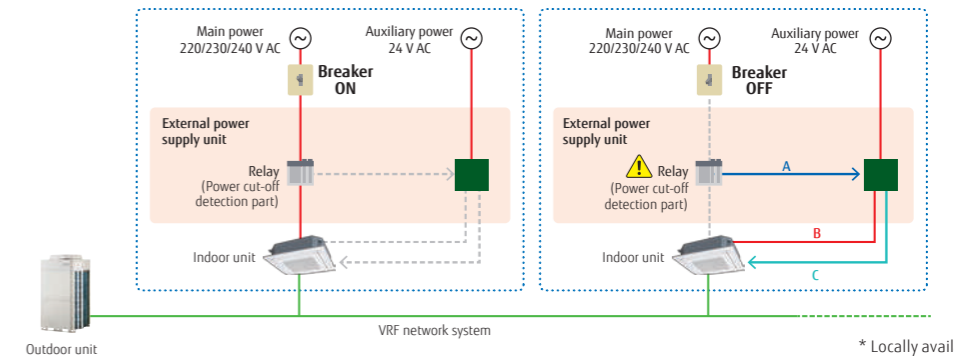 Main power
220/230/240 V AC
Auxiliary power
24 V AC
Breaker
ON
External power
supply unit
Relay
(Power cut-off
detection part)
Indoor unit
Main power
220/230/240 V AC
Auxiliary power
24 V AC
Breaker
OFF
External power
supply unit
Relay
(Power cut-off
detection part)
A
B
C
Indoor unit
VRF network system
Outdoor unit
* Locally avail